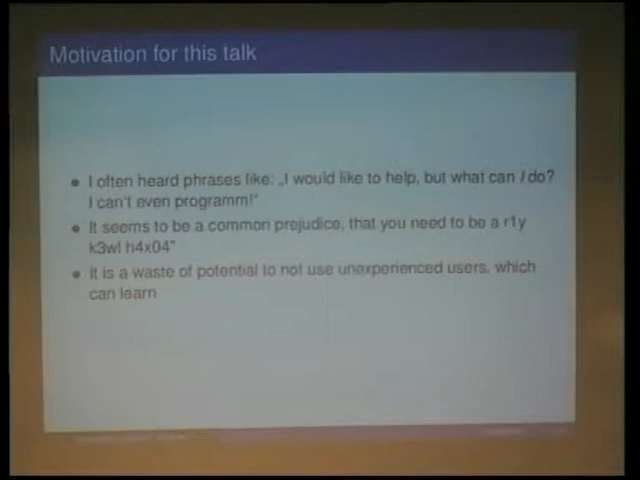 Motivation for this talk
● I often heard phrases like: „I would like to help, but what can I do?
I can't even programm!"
● It seems to be a common prejudice, that you need to be a r1y
k3wl h4x04"
● It is a waste of potential to not use unexperienced users, which
can learn